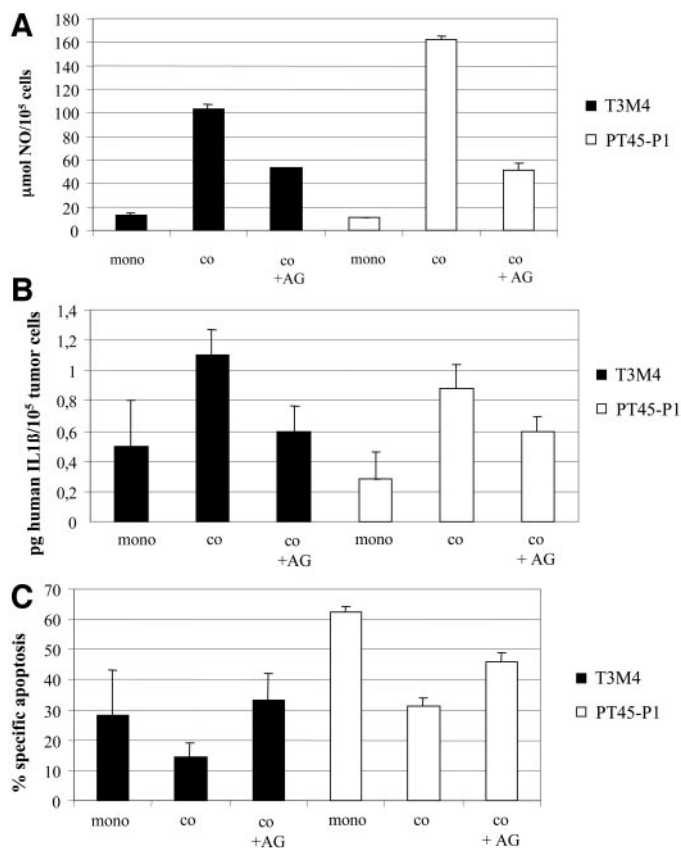 A
μmol NO/10⁵ cells
180
160
140
120
100
80
60
40
20
0
mono
co
co
+AG
mono
co
co
+ AG
T3M4
PT45-P1
B
pg human IL1ß/10⁵ tumor cells
1,4
1,2
1
0,8
0,6
0,4
0,2
0
mono
co
co
+AG
mono
co
co
+ AG
T3M4
PT45-P1
C
% specific apoptosis
70
60
50
40
30
20
10
0
mono
co
co
+AG
mono
co
co
+ AG
T3M4
PT45-P1